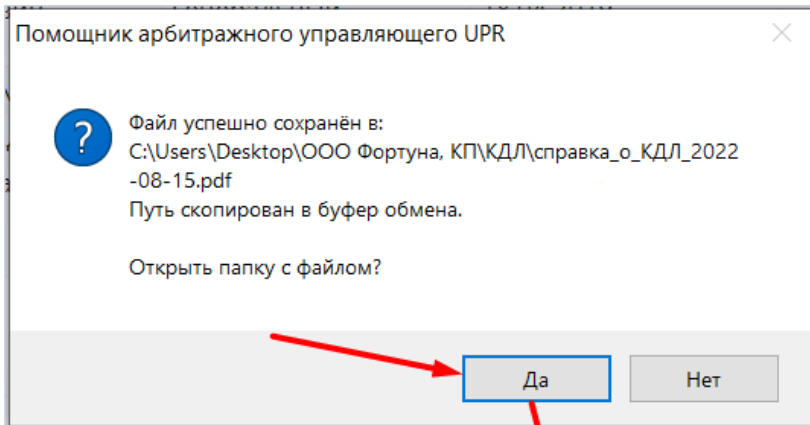 Помощник арбитражного управляющего UPR
?
Файл успешно сохранён в:
C:\Users\Desktop\ООО Фортуна, КП\КДЛ\справка_о_КДЛ_2022
-08-15.pdf
Путь скопирован в буфер обмена.
Открыть папку с файлом?
Да
Нет